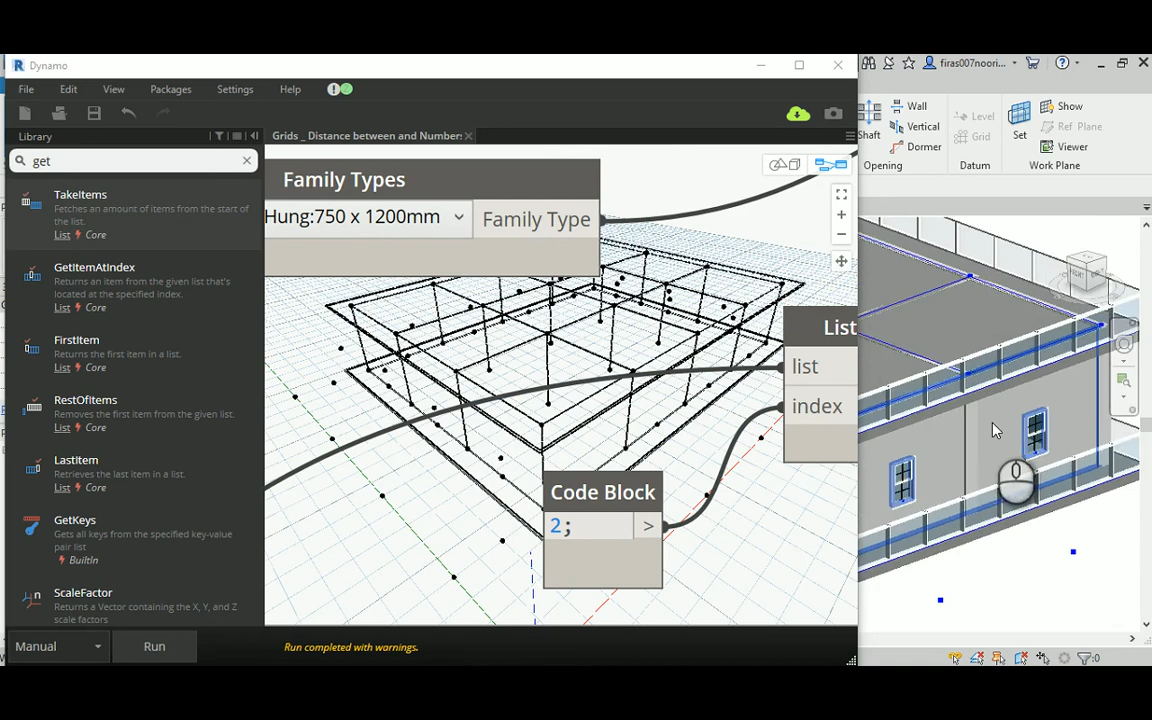 R Dynamo
File Edit View Packages Settings Help
Library
Grids _ Distance between and Number:
get
TakeItems
Fetches an amount of items from the start of
the list.
List Core
GetItemAtIndex
Returns an item from the given list that's
located at the specified index.
List Core
FirstItem
Returns the first item in a list.
List Core
RestOfItems
Removes the first item from the given list.
List Core
LastItem
Retrieves the last item in a list.
List Core
GetKeys
Gets all keys from the specified key-value
pair list
BuiltIn
ScaleFactor
Returns a Vector containing the X, Y, and Z
scale factors
Manual
Run
Run completed with warnings.
Family Types
Hung:750 x 1200mm
Family Type
List
list
index
Code Block
2; >
firas007noori...
Shaft
Wall
Vertical
Dormer
Opening
Level
Grid
Datum
Set
Show
Ref Plane
Viewer
Work Plane
0
:0